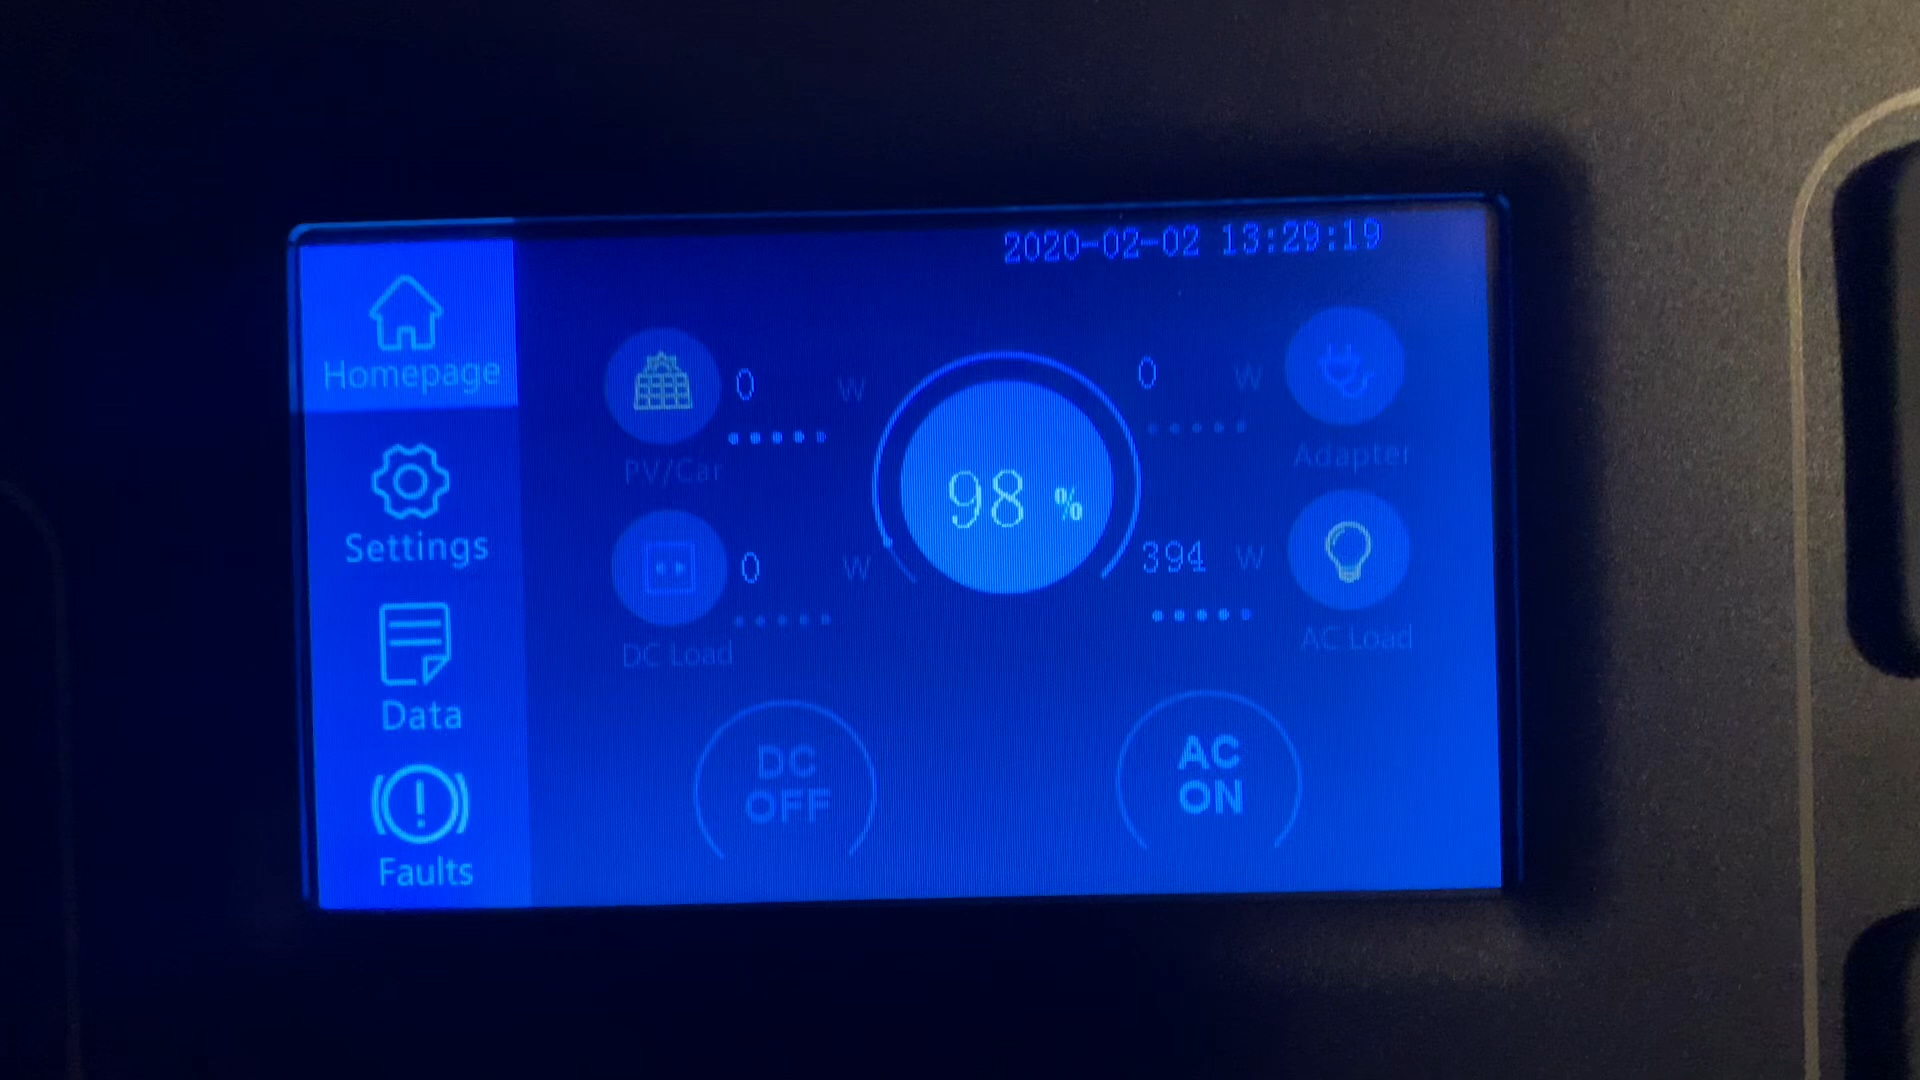 2020-02-02 13:29:19
Homepage
Settings
Data
Faults
0 W
PV/Car
0 W
Adapter
98 %
0 W
DC Load
394 W
AC Load
DC
OFF
AC
ON